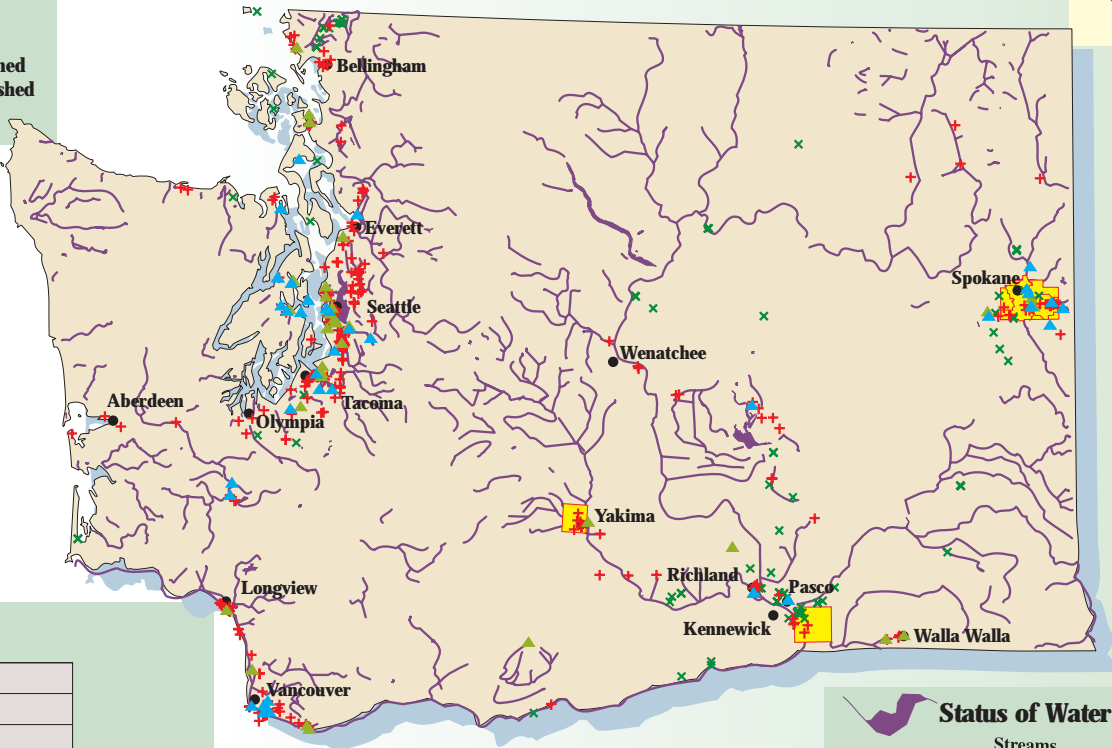 ned
shed
Bellingham
Everett
Spokane
Seattle
Wenatchee
Aberdeen
Tacoma
Olympia
Yakima
Longview
Richland
Pasco
Kennewick
Walla Walla
Vancouver
Status of Water
Streams